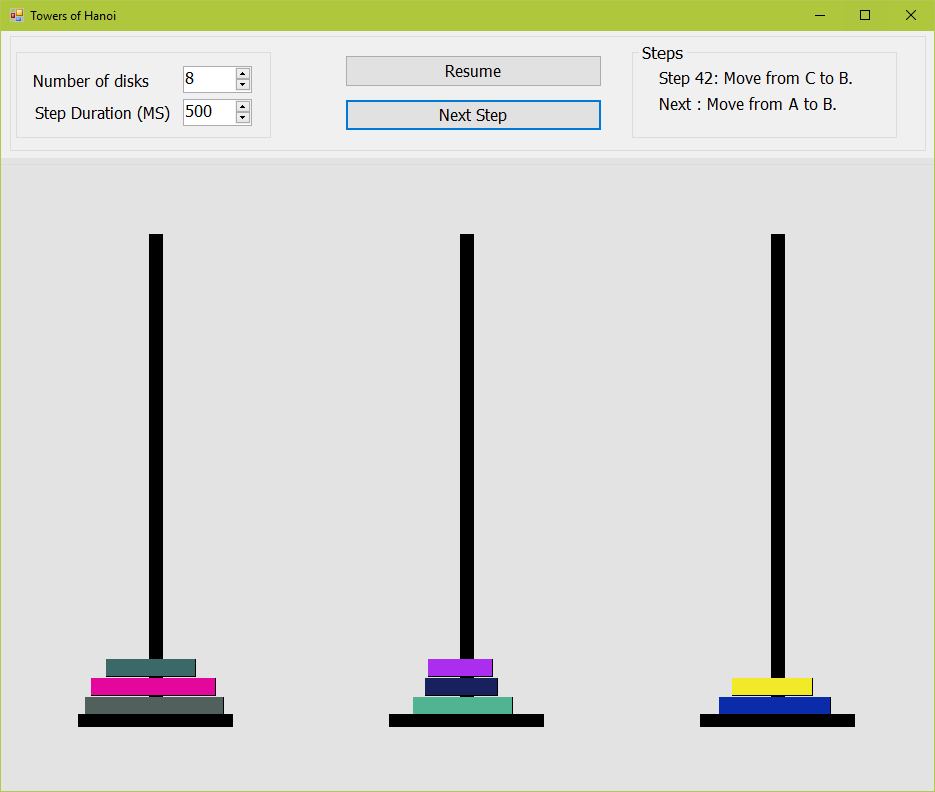 Towers of Hanoi
Number of disks 8
Step Duration (MS) 500
Resume
Next Step
Steps
Step 42: Move from C to B.
Next : Move from A to B.